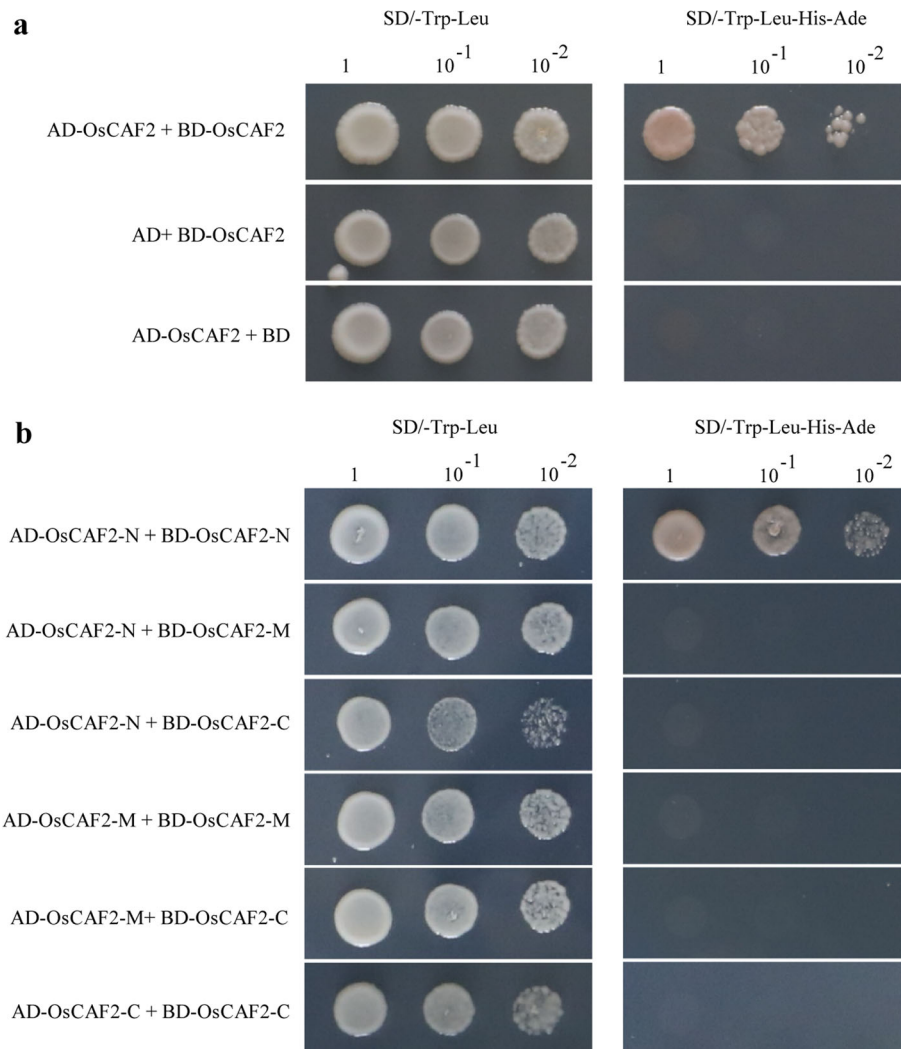 a
SD/-Trp-Leu SD/-Trp-Leu-His-Ade
1 10-1 10-2 1 10-1 10-2
AD-OsCAF2 + BD-OsCAF2
AD+ BD-OsCAF2
AD-OsCAF2 + BD
b
SD/-Trp-Leu SD/-Trp-Leu-His-Ade
1 10-1 10-2 1 10-1 10-2
AD-OsCAF2-N + BD-OsCAF2-N
AD-OsCAF2-N + BD-OsCAF2-M
AD-OsCAF2-N + BD-OsCAF2-C
AD-OsCAF2-M + BD-OsCAF2-M
AD-OsCAF2-M+ BD-OsCAF2-C
AD-OsCAF2-C + BD-OsCAF2-C